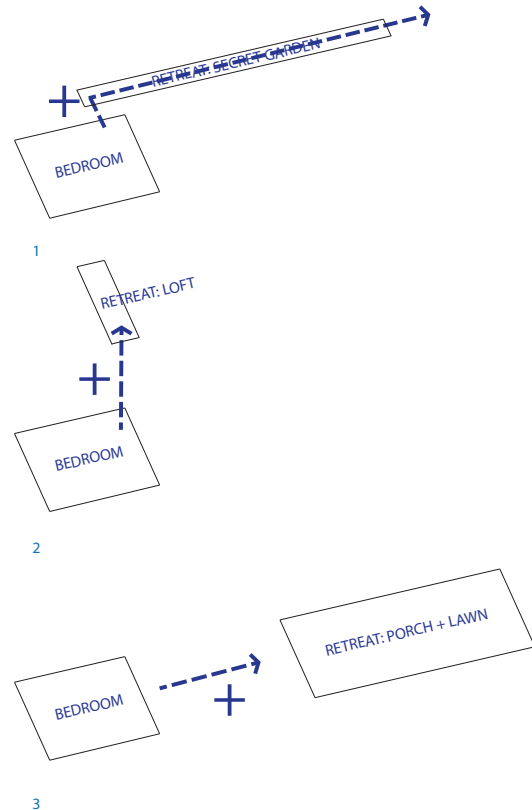 RETREAT: SECRET GARDEN
BEDROOM
1
RETREAT: LOFT
BEDROOM
2
RETREAT: PORCH + LAWN
BEDROOM
3